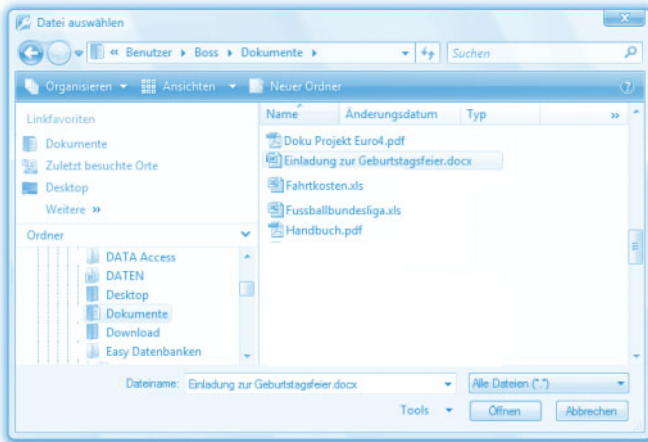 Datei auswählen
« Benutzer ▸ Boss ▸ Dokumente ▸ Suchen
Organisieren Ansichten Neuer Ordner
Linkfavoriten
Dokumente
Zuletzt besuchte Orte
Desktop
Weitere »
Ordner
DATA Access
DATEN
Desktop
Dokumente
Download
Easy Datenbanken
Name Änderungsdatum Typ »
Doku Projekt Euro4.pdf
Einladung zur Geburtstagsfeier.docx
Fahrtkosten.xls
Fussballbundesliga.xls
Handbuch.pdf
Dateiname: Einladung zur Geburtstagsfeier.docx Alle Dateien (*.*)
Tools Öffnen Abbrechen